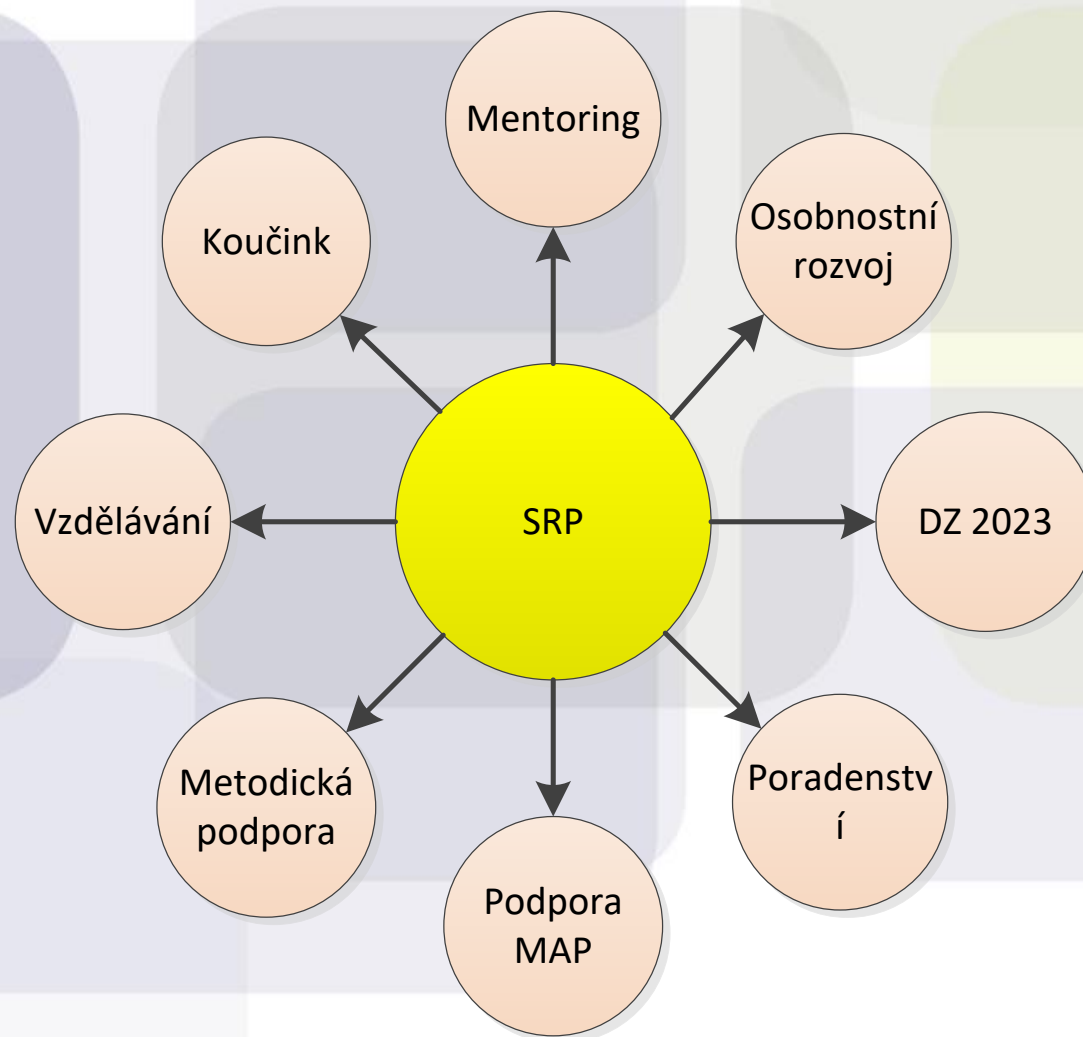 Mentoring
Osobnostní
rozvoj
Koučink
Vzdělávání
SRP
DZ 2023
Metodická
podpora
Poradenstv
í
Podpora
MAP